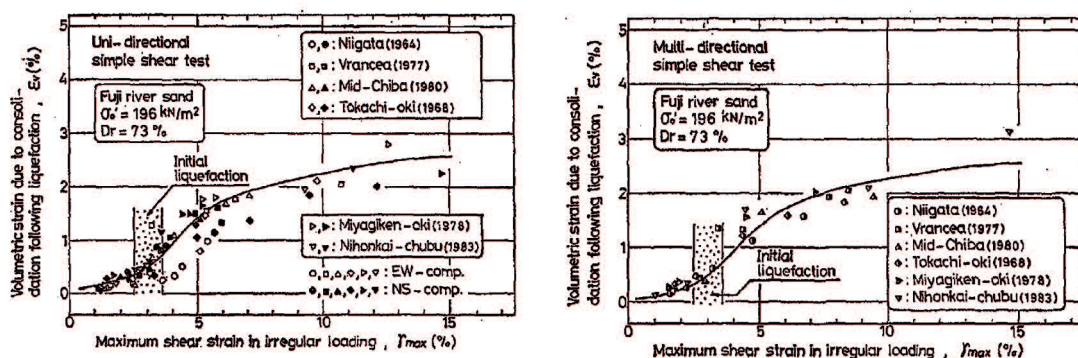 Volumetric strain due to consoli-
dation following liquefaction, εv (%)
5
4
3
2
1
0
Uni-directional
simple shear test
Fuji river sand
σo' = 196 kN/m²
Dr = 73 %
Initial
liquefaction
○,●: Niigata (1964)
□,■: Vrancea (1977)
△,▲: Mid-Chiba (1980)
◇,◆: Tokachi-oki (1968)
▷,▶: Miyagiken-oki (1978)
▽,▼: Nihonkai-chubu (1983)
○,□,△,◇,▷,▽: EW-comp.
●,■,▲,◆,▶,▼: NS-comp.
0 5 10 15
Maximum shear strain in irregular loading, γmax (%)
Volumetric strain due to consoli-
dation following liquefaction, εv (%)
5
4
3
2
1
0
Multi-directional
simple shear test
Fuji river sand
σo' = 196 kN/m²
Dr = 73 %
Initial
liquefaction
: Niigata (1964)
: Vrancea (1977)
: Mid-Chiba (1980)
: Tokachi-oki (1968)
: Miyagiken-oki (1978)
: Nihonkai-chubu (1983)
0 5 10 15
Maximum shear strain in irregular loading, γmax (%)